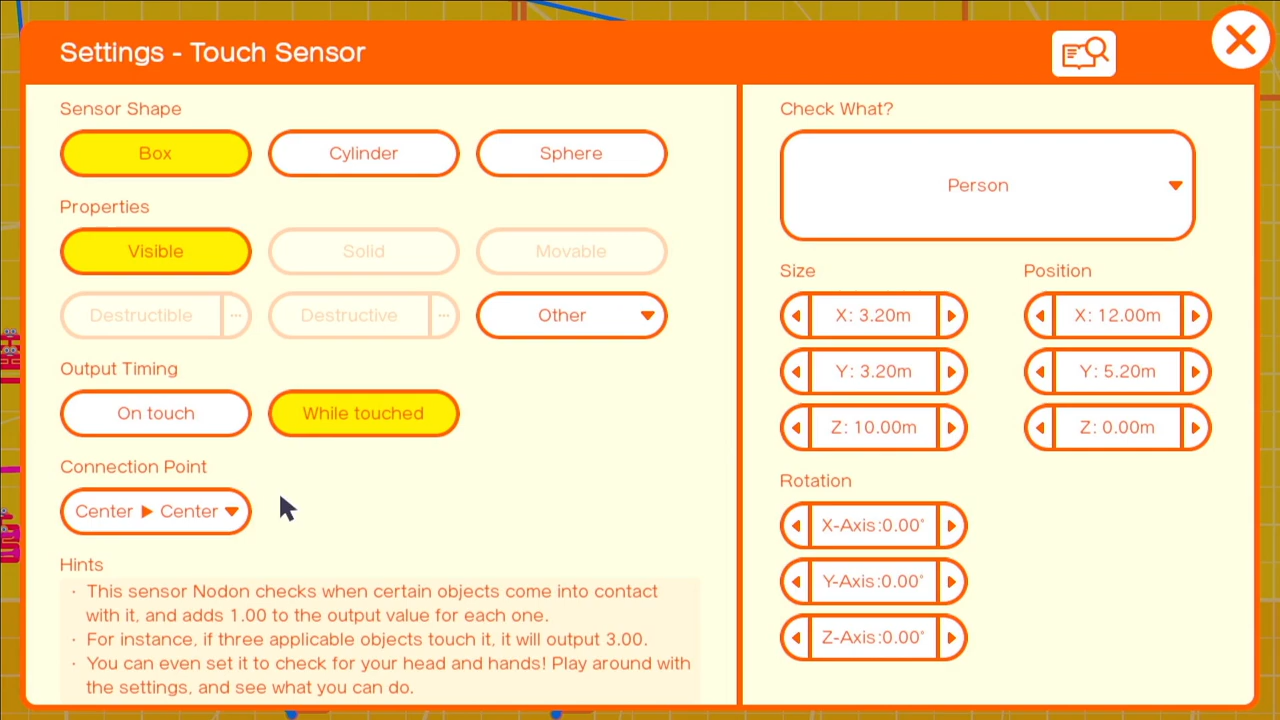 Settings - Touch Sensor
Sensor Shape
Box
Cylinder
Sphere
Properties
Visible
Solid
Movable
Destructible ...
Destructive ...
Other
Output Timing
On touch
While touched
Connection Point
Center ▶ Center
Hints
· This sensor Nodon checks when certain objects come into contact
with it, and adds 1.00 to the output value for each one.
· For instance, if three applicable objects touch it, it will output 3.00.
· You can even set it to check for your head and hands! Play around with
the settings, and see what you can do.
Check What?
Person
Size
X: 3.20m
Y: 3.20m
Z: 10.00m
Position
X: 12.00m
Y: 5.20m
Z: 0.00m
Rotation
X-Axis:0.00°
Y-Axis:0.00°
Z-Axis:0.00°